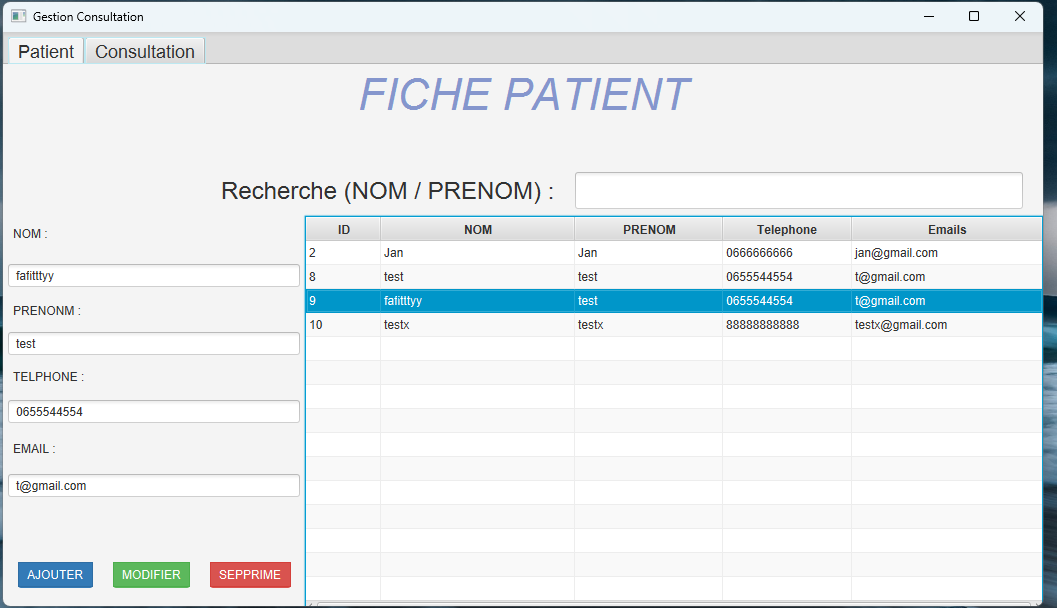 Gestion Consultation
Patient Consultation
FICHE PATIENT
Recherche (NOM / PRENOM) :
NOM :
fafitttyy
PRENONM :
test
TELPHONE :
0655544554
EMAIL :
t@gmail.com
AJOUTER MODIFIER SEPPRIME
ID NOM PRENOM Telephone Emails
2 Jan Jan 0666666666 jan@gmail.com
8 test test 0655544554 t@gmail.com
9 fafitttyy test 0655544554 t@gmail.com
10 testx testx 88888888888 testx@gmail.com